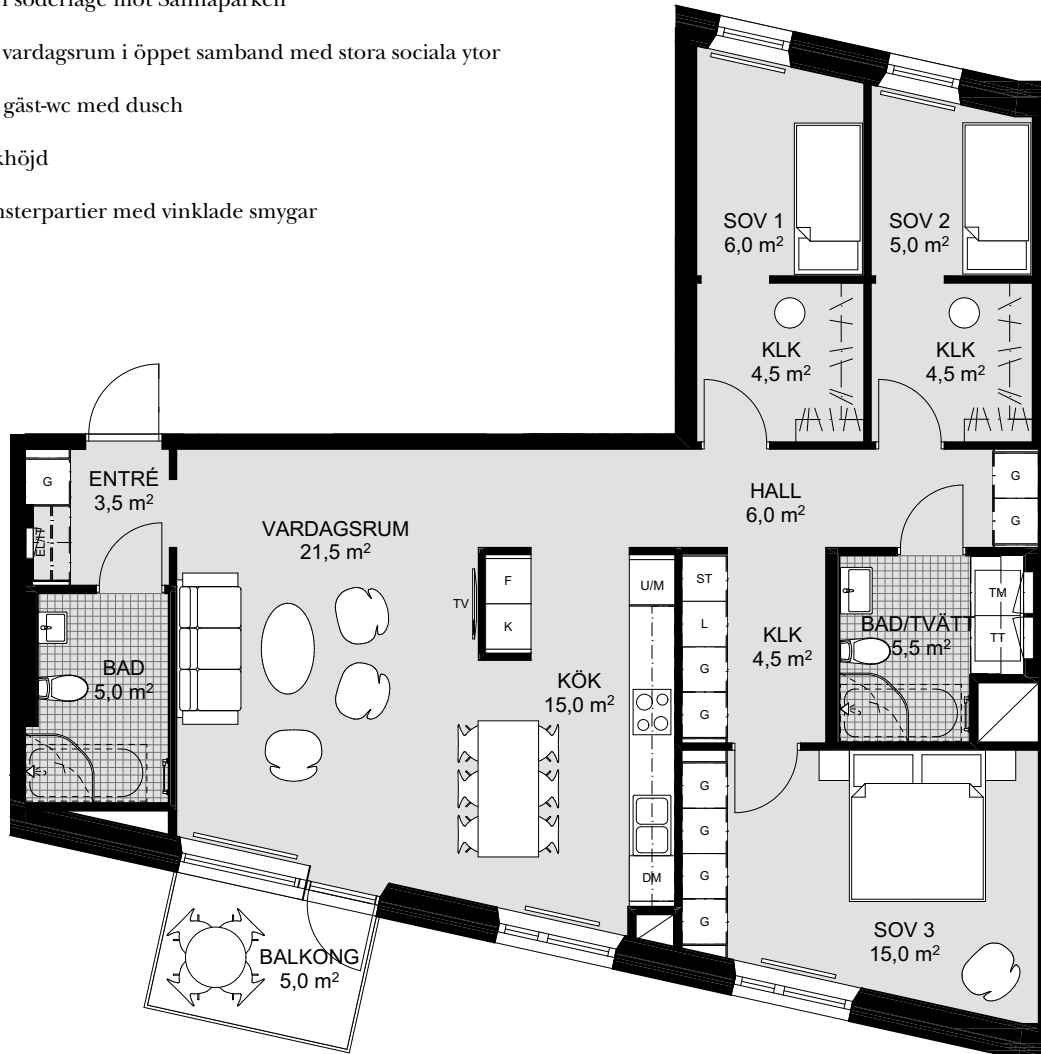 söderläge mot Sannaparken
vardagsrum i öppet samband med stora sociala ytor
gäst-wc med dusch
med vinklade smygar
SOV 1
6,0 m²
SOV 2
5,0 m²
KLK
4,5 m²
KLK
4,5 m²
G
ENTRÉ
3,5 m²
HALL
6,0 m²
G
G
VARDAGSRUM
21,5 m²
TV
F
K
U/M
ST
L
G
G
KLK
4,5 m²
BAD/TVÄTT
5,5 m²
TM
TT
BAD
5,0 m²
KÖK
15,0 m²
G
G
G
G
DM
SOV 3
15,0 m²
BALKONG
5,0 m²